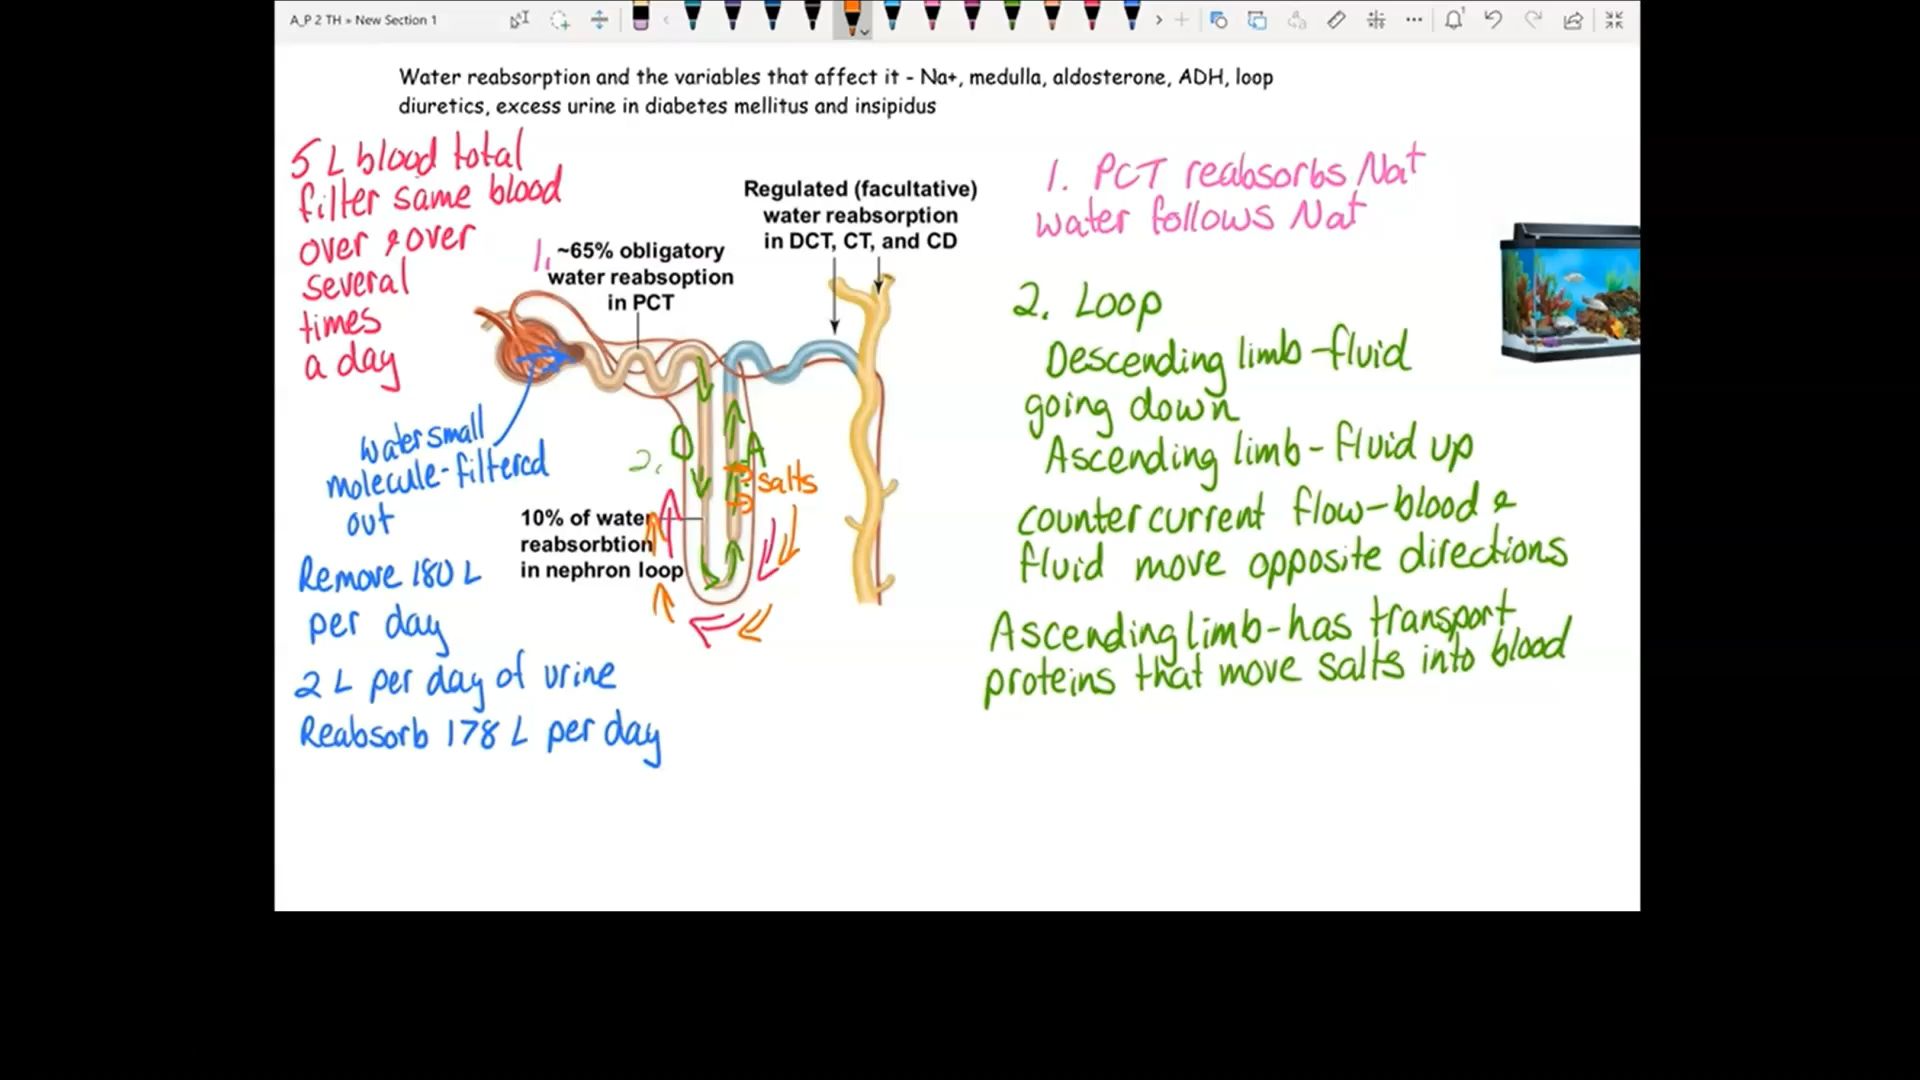 A_P 2 TH » New Section 1
Water reabsorption and the variables that affect it - Na+, medulla, aldosterone, ADH, loop
diuretics, excess urine in diabetes mellitus and insipidus
5 L blood total
filter same blood
over & over
several
times
a day
water small
molecule - filtered
out
Remove 180 L
per day
2 L per day of urine
Reabsorb 178 L per day
1. ~65% obligatory
water reabsoption
in PCT
Regulated (facultative)
water reabsorption
in DCT, CT, and CD
2.
D
A
salts
10% of water
reabsorbtion
in nephron loop
1. PCT reabsorbs Na+
water follows Na+
2. Loop
Descending limb - fluid
going down
Ascending limb - fluid up
counter current flow - blood &
fluid move opposite directions
Ascending limb - has transport
proteins that move salts into blood